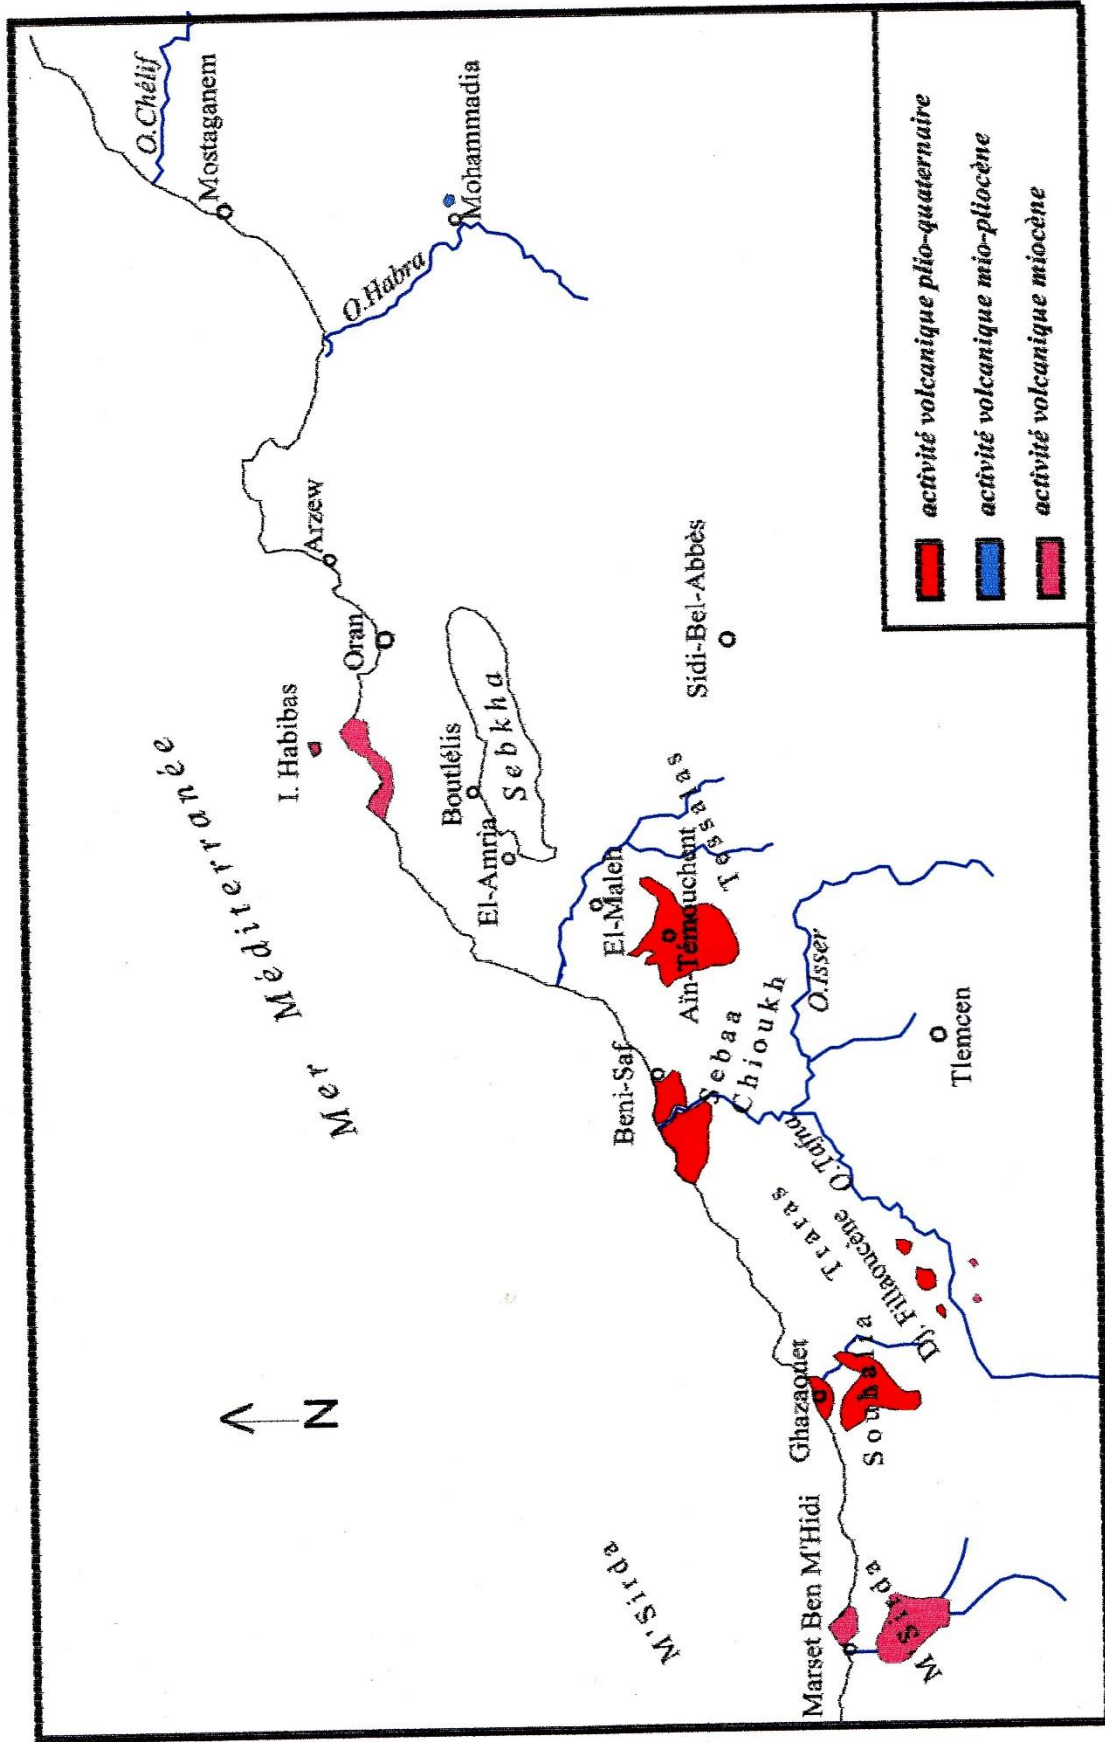 O.Chélif
Mer Méditerranée
Mostaganem
I. Habibas
Arzew
Oran
O.Habra
Boutlélis
Mohammadia
El-Amria
Sebkha
M'Sirda
Beni-Saf
El-Maleh
Aïn-Témouchent
Sidi-Bel-Abbès
Tessalas
Sebaa
Chioukh
Traras
O.Tafna
O.Isser
Ghazaouet
Marset Ben M'Hidi
Dj. Fillaoucène
Souhalia
M'Sirda
Tlemcen
N
activité volcanique plio-quaternaire
activité volcanique mio-pliocène
activité volcanique miocène